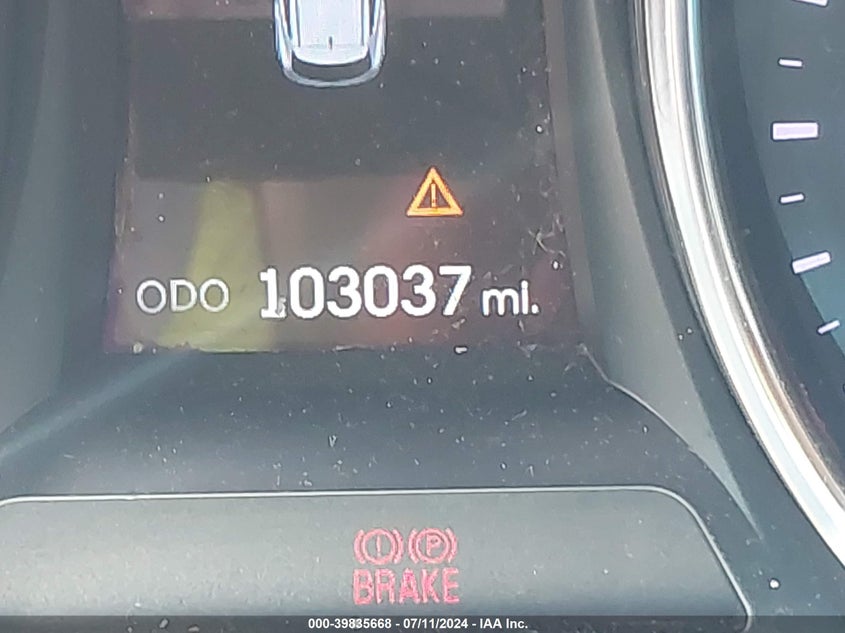 ODO 103037 mi.
(!) (P)
BRAKE
000-39835668 - 07/11/2024 - IAA Inc.